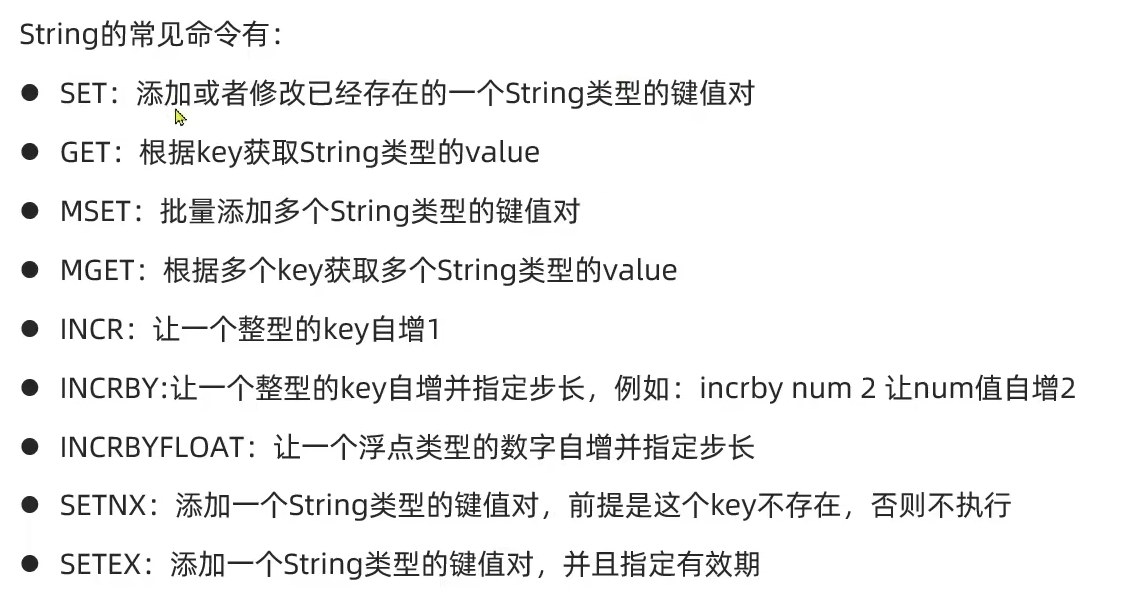 String的常见命令有：
● SET：添加或者修改已经存在的一个String类型的键值对
● GET：根据key获取String类型的value
● MSET：批量添加多个String类型的键值对
● MGET：根据多个key获取多个String类型的value
● INCR：让一个整型的key自增1
● INCRBY:让一个整型的key自增并指定步长，例如：incrby num 2 让num值自增2
● INCRBYFLOAT：让一个浮点类型的数字自增并指定步长
● SETNX：添加一个String类型的键值对，前提是这个key不存在，否则不执行
● SETEX：添加一个String类型的键值对，并且指定有效期